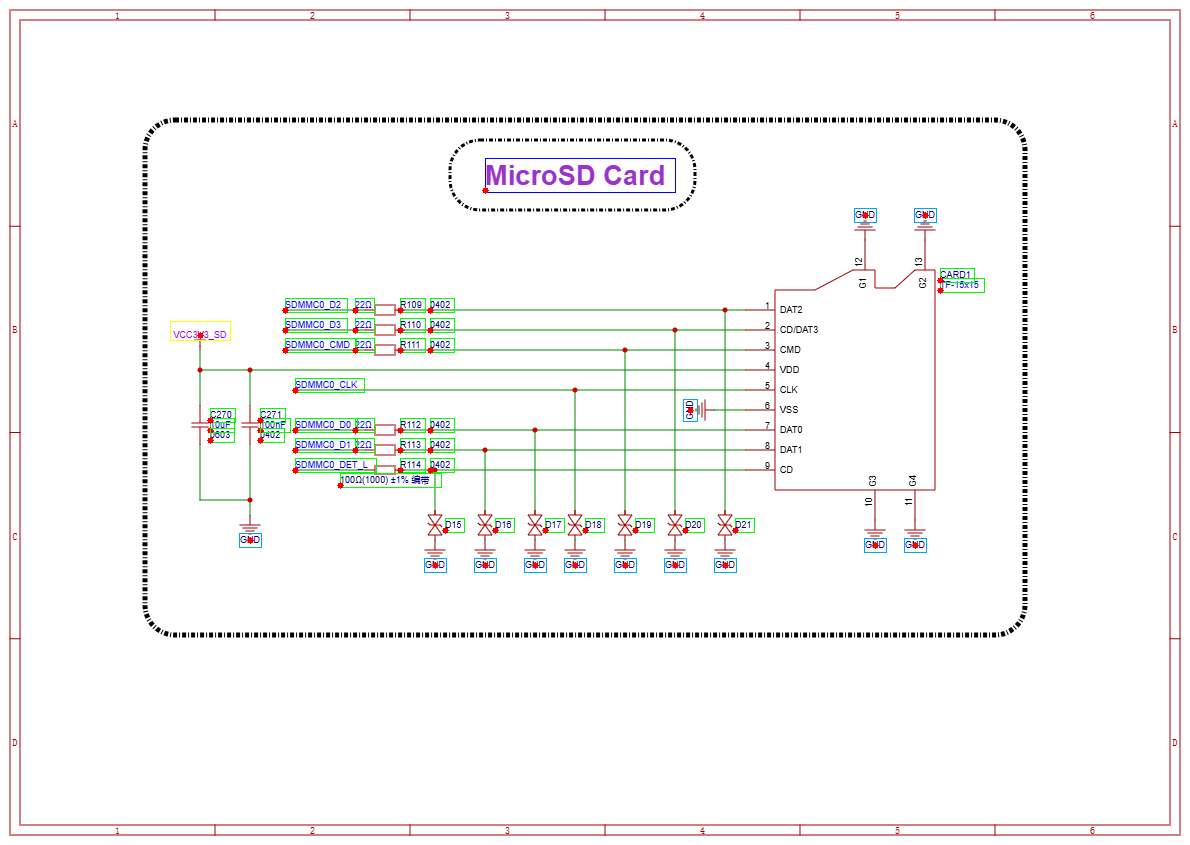 1 2 3 4 5 6
A A
MicroSD Card
GND GND
12 13
G1 G2
CARD1
TF-15x15
SDMMC0_D2 22Ω R109 0402 1 DAT2
B B
SDMMC0_D3 22Ω R110 0402 2 CD/DAT3
VCC3V3_SD
SDMMC0_CMD 22Ω R111 0402 3 CMD
4 VDD
SDMMC0_CLK 5 CLK
GND 6 VSS
C270 C271
10uF 100nF
0603 0402
SDMMC0_D0 22Ω R112 0402 7 DAT0
SDMMC0_D1 22Ω R113 0402 8 DAT1
SDMMC0_DET_L R114 0402 9 CD
100Ω(1000) ±1% 编带
G3 G4
10 11
D15 D16 D17 D18 D19 D20 D21
C C
GND
GND GND
GND GND GND GND GND GND GND
D D
1 2 3 4 5 6